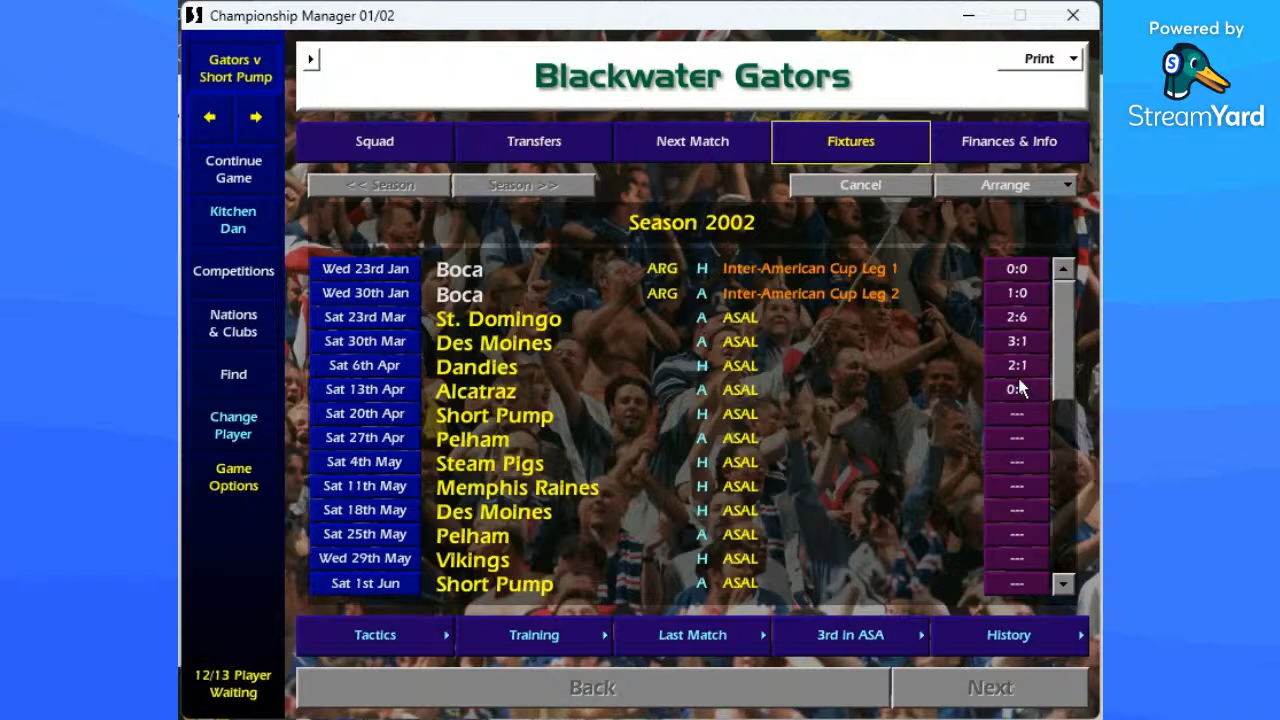 Championship Manager 01/02
Powered by
StreamYard
Gators v
Short Pump
Continue
Game
Kitchen
Dan
Competitions
Nations
& Clubs
Find
Change
Player
Game
Options
12/13 Player
Waiting
Blackwater Gators
Print
Squad Transfers Next Match Fixtures Finances & Info
<< Season Season >> Cancel Arrange
Season 2002
Wed 23rd Jan Boca ARG H Inter-American Cup Leg 1 0:0
Wed 30th Jan Boca ARG A Inter-American Cup Leg 2 1:0
Sat 23rd Mar St. Domingo A ASAL 2:6
Sat 30th Mar Des Moines A ASAL 3:1
Sat 6th Apr Dandies H ASAL 2:1
Sat 13th Apr Alcatraz A ASAL
Sat 20th Apr Short Pump H ASAL ---
Sat 27th Apr Pelham A ASAL ---
Sat 4th May Steam Pigs H ASAL ---
Sat 11th May Memphis Raines H ASAL ---
Sat 18th May Des Moines H ASAL ---
Sat 25th May Pelham A ASAL ---
Wed 29th May Vikings H ASAL ---
Sat 1st Jun Short Pump A ASAL ---
Tactics Training Last Match 3rd in ASA History
Back Next